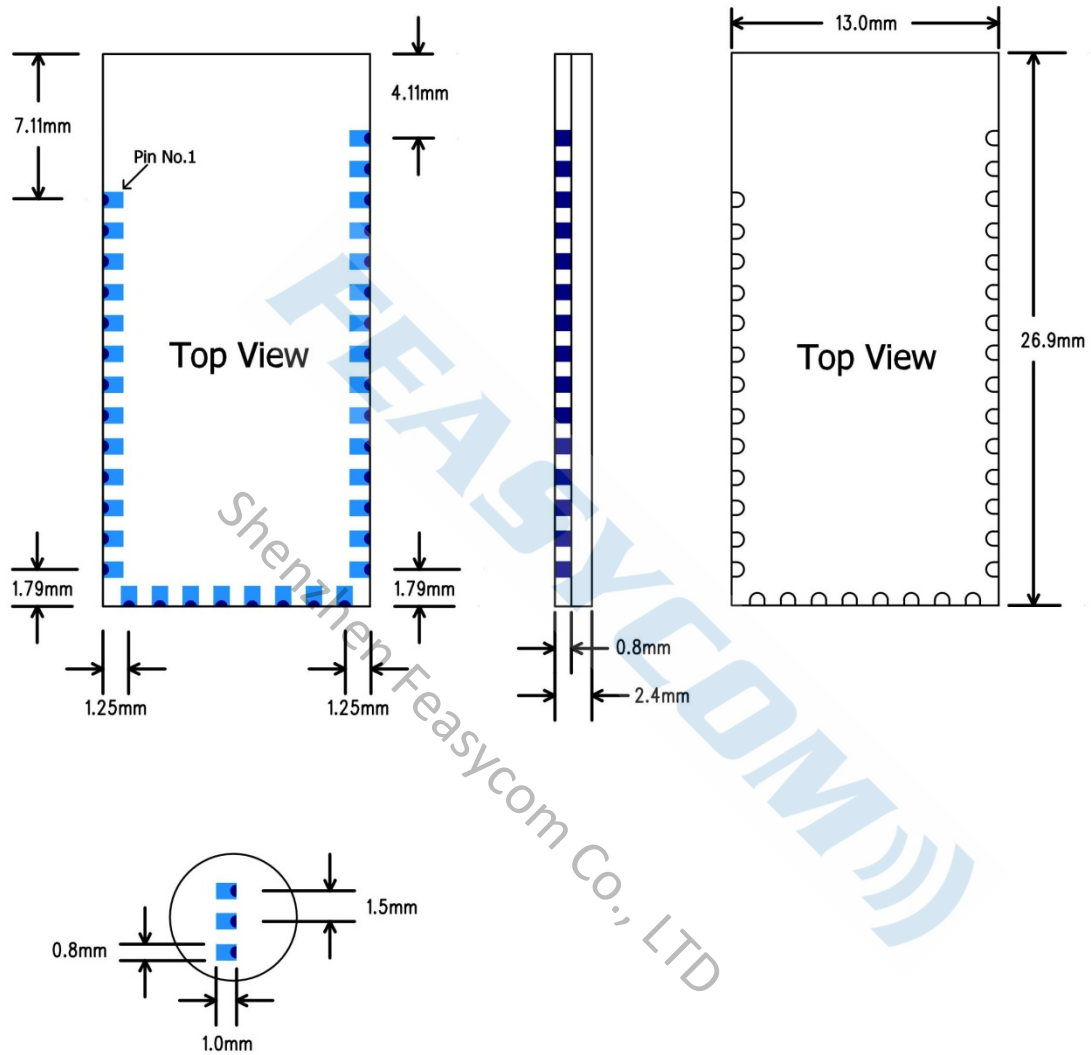 13.0mm
4.11mm
7.11mm
Pin No.1
26.9mm
Top View
Top View
1.79mm
1.79mm
0.8mm
2.4mm
1.25mm
1.25mm
FEASYCOM
Shenzhen Feasycom Co., LTD
1.5mm
0.8mm
1.0mm